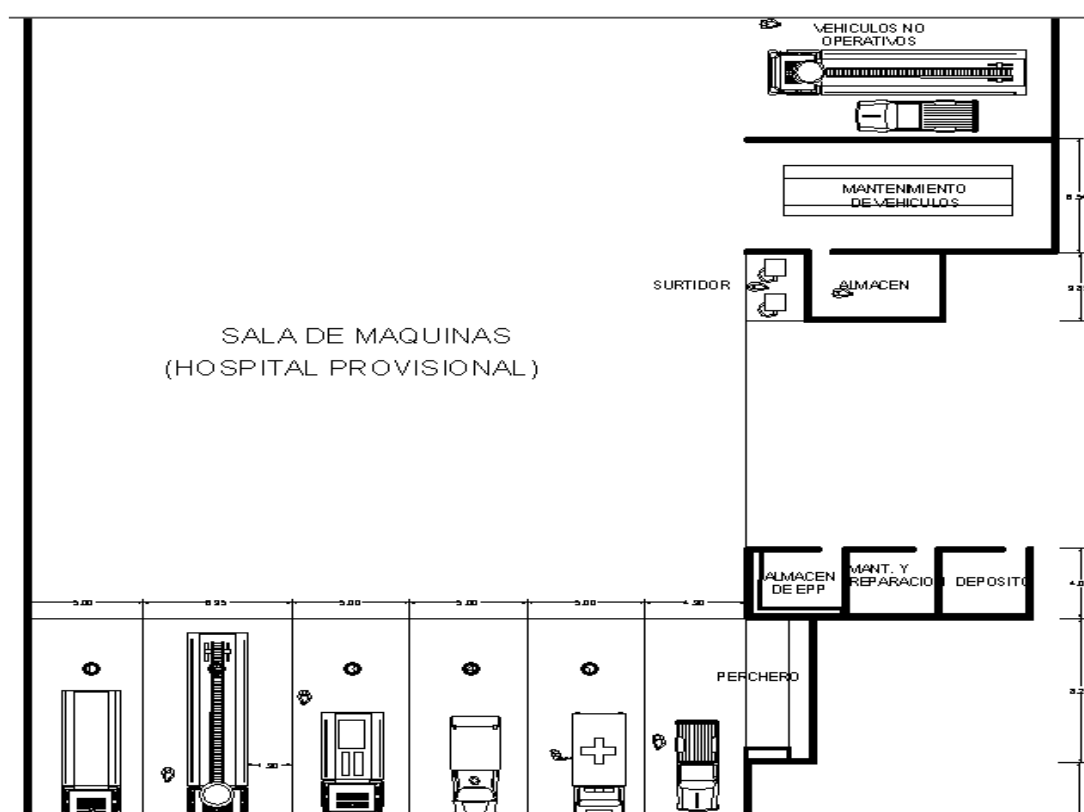 VEHICULOS NO
OPERATIVOS
MANTENIMIENTO
DE VEHICULOS
SURTIDOR
ALMACEN
SALA DE MAQUINAS
(HOSPITAL PROVISIONAL)
ALMACEN
DE EPP
MANT. Y
REPARACION
DEPOSITO
5.00
5.00
5.00
5.00
PERCHERO